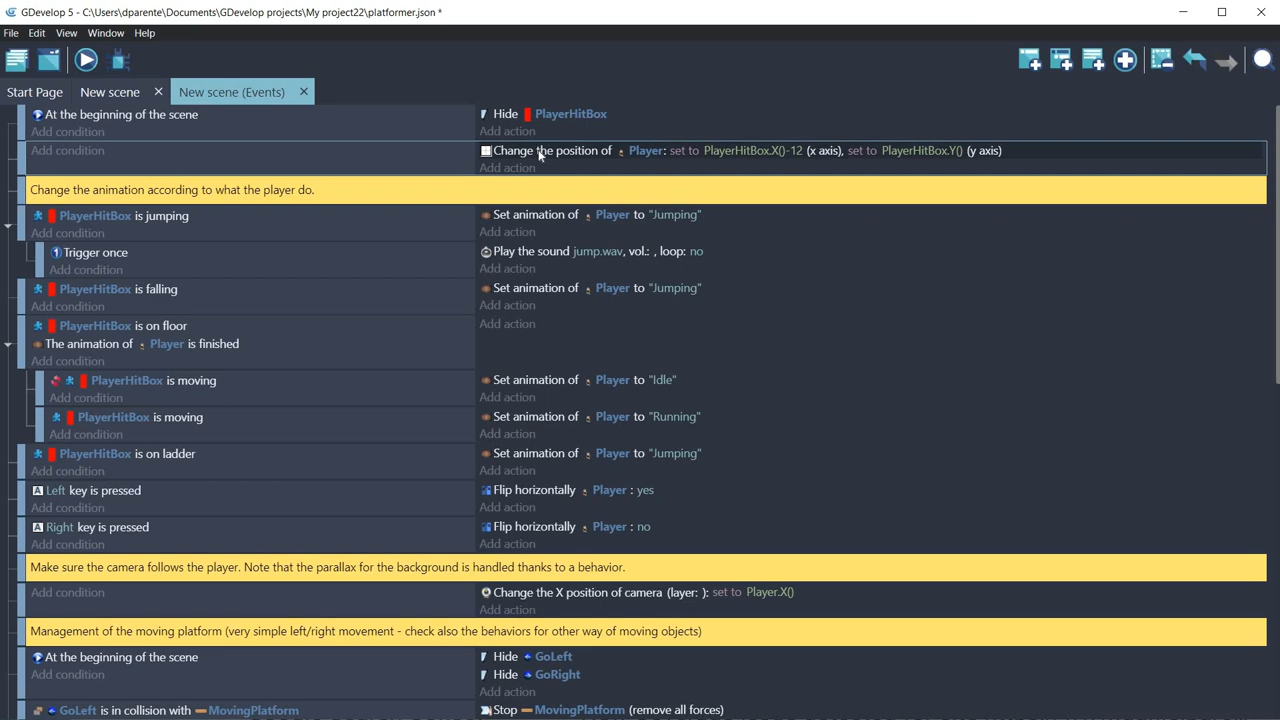 GDevelop 5 - C:\Users\dparente\Documents\GDevelop projects\My project22\platformer.json *
File Edit View Window Help
Start Page New scene New scene (Events)
At the beginning of the scene Hide PlayerHitBox
Add condition Add action
Add condition Change the position of Player: set to PlayerHitBox.X()-12 (x axis), set to PlayerHitBox.Y() (y axis)
Add action
Change the animation according to what the player do.
PlayerHitBox is jumping Set animation of Player to "Jumping"
Add condition Add action
Trigger once Play the sound jump.wav, vol.: , loop: no
Add condition Add action
PlayerHitBox is falling Set animation of Player to "Jumping"
Add condition Add action
PlayerHitBox is on floor Add action
The animation of Player is finished
Add condition
PlayerHitBox is moving Set animation of Player to "Idle"
Add condition Add action
PlayerHitBox is moving Set animation of Player to "Running"
Add condition Add action
PlayerHitBox is on ladder Set animation of Player to "Jumping"
Add condition Add action
Left key is pressed Flip horizontally Player : yes
Add condition Add action
Right key is pressed Flip horizontally Player : no
Add condition Add action
Make sure the camera follows the player. Note that the parallax for the background is handled thanks to a behavior.
Add condition Change the X position of camera (layer: ): set to Player.X()
Add action
Management of the moving platform (very simple left/right movement - check also the behaviors for other way of moving objects)
At the beginning of the scene Hide GoLeft
Add condition Hide GoRight
Add action
GoLeft is in collision with MovingPlatform Stop MovingPlatform (remove all forces)